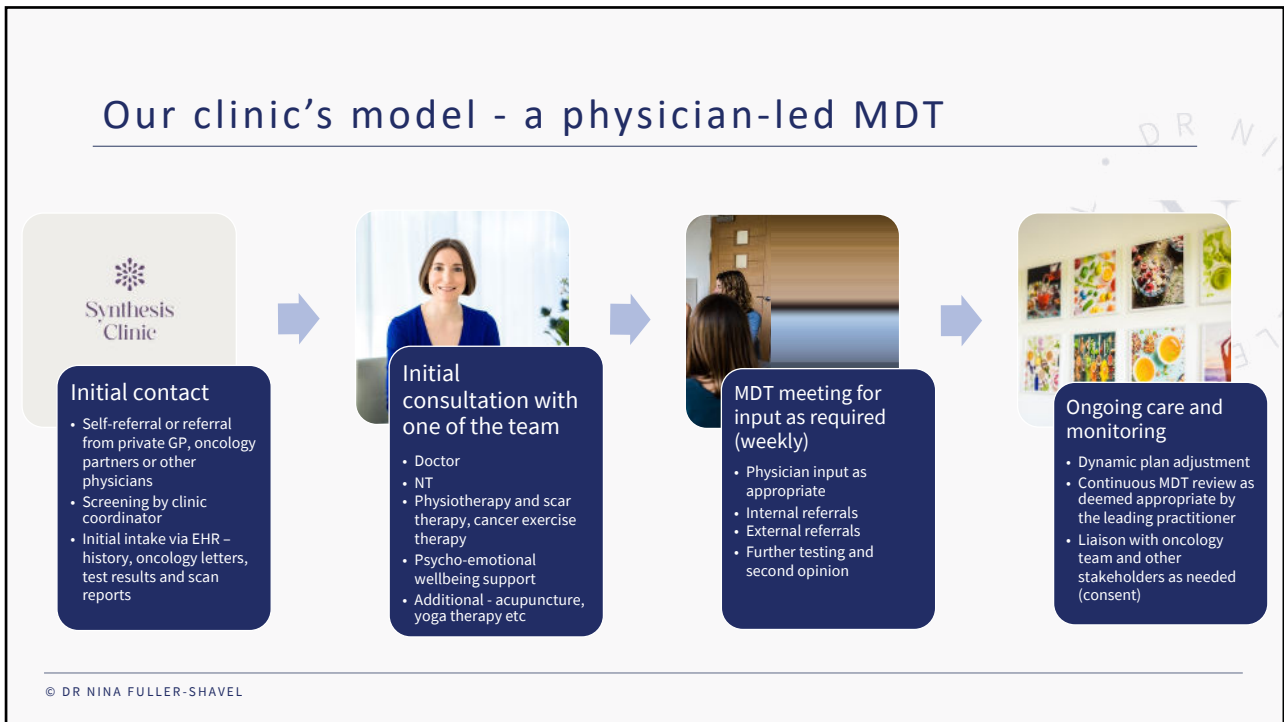 Our clinic's model - a physician-led MDT
DR NI
Synthesis
Clinic
Initial contact
• Self-referral or referral
from private GP, oncology
partners or other
physicians
• Screening by clinic
coordinator
• Initial intake via EHR –
history, oncology letters,
test results and scan
reports
Initial
consultation with
one of the team
• Doctor
• NT
• Physiotherapy and scar
therapy, cancer exercise
therapy
• Psycho-emotional
wellbeing support
• Additional - acupuncture,
yoga therapy etc
MDT meeting for
input as required
(weekly)
• Physician input as
appropriate
• Internal referrals
• External referrals
• Further testing and
second opinion
Ongoing care and
monitoring
• Dynamic plan adjustment
• Continuous MDT review as
deemed appropriate by
the leading practitioner
• Liaison with oncology
team and other
stakeholders as needed
(consent)
© DR NINA FULLER-SHAVEL